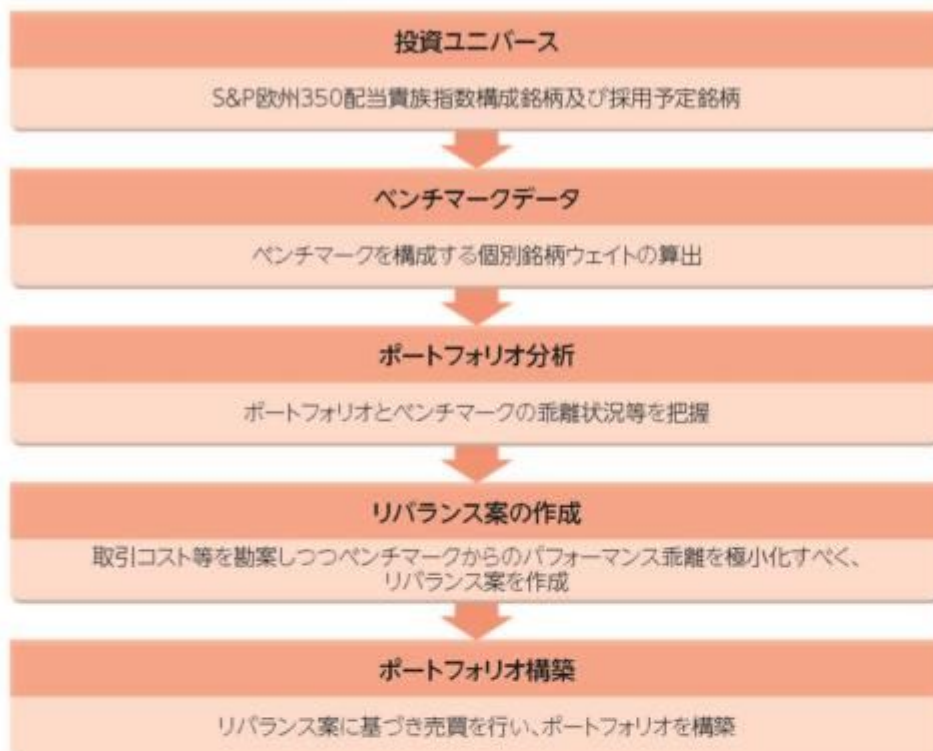 投資ユニバース
S&P欧州350配当貴族指数構成銘柄及び採用予定銘柄
ベンチマークデータ
ベンチマークを構成する個別銘柄ウェイトの算出
ポートフォリオ分析
ポートフォリオとベンチマークの乖離状況等を把握
リバランス案の作成
取引コスト等を勘案しつつベンチマークからのパフォーマンス乖離を極小化すべく、
リバランス案を作成
ポートフォリオ構築
リバランス案に基づき売買を行い、ポートフォリオを構築